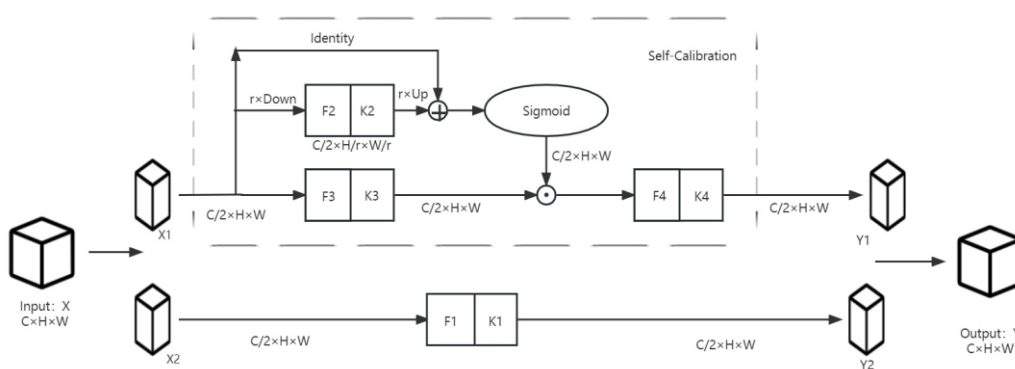 Identity
Self-Calibration
r×Down
F2
K2
r×Up
Sigmoid
C/2×H/r×W/r
C/2×H×W
F3
K3
F4
K4
C/2×H×W
C/2×H×W
C/2×H×W
X1
Y1
Input: X
C×H×W
F1
K1
Output:
C×H×W
C/2×H×W
C/2×H×W
X2
Y2